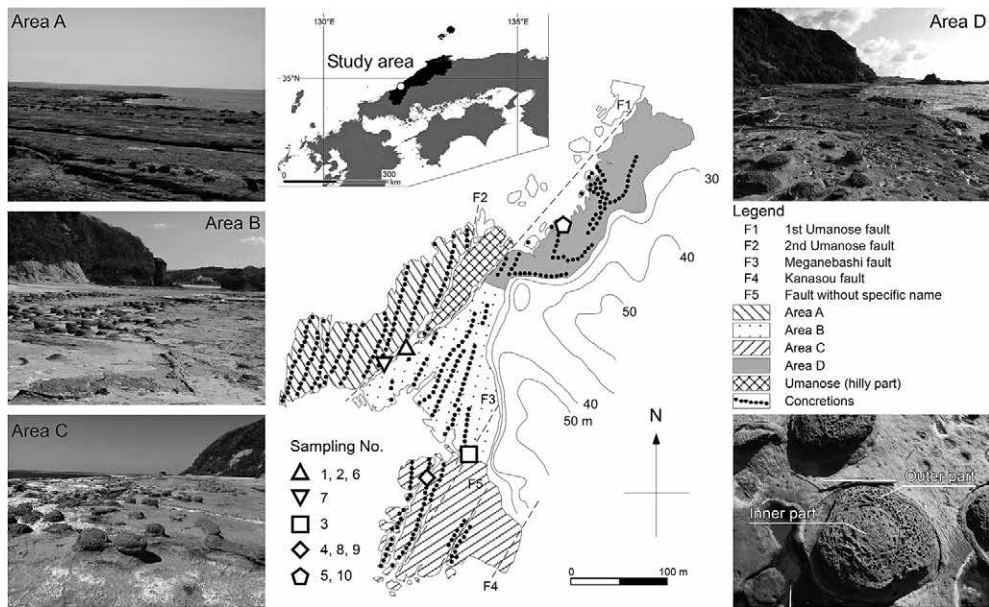 Area A
Area B
Area C
130°E
135°E
35°N
Study area
0
300
km
F1
F2
F3
F5
F4
30
40
50
40
50 m
N
0
100 m
Sampling No.
1, 2, 6
7
3
4, 8, 9
5, 10
Area D
Legend
F1 1st Umanose fault
F2 2nd Umanose fault
F3 Meganebashi fault
F4 Kanasou fault
F5 Fault without specific name
Area A
Area B
Area C
Area D
Umanose (hilly part)
Concretions
Outer part
Inner part